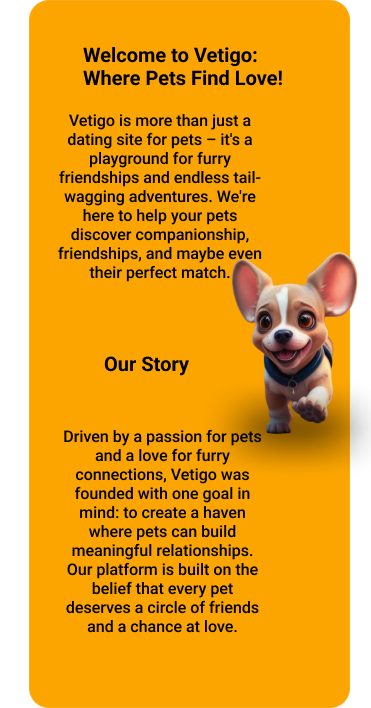 Welcome to Vetigo:
Where Pets Find Love!
Vetigo is more than just a
dating site for pets – it's a
playground for furry
friendships and endless tail-
wagging adventures. We're
here to help your pets
discover companionship,
friendships, and maybe even
their perfect match.
Our Story
Driven by a passion for pets
and a love for furry
connections, Vetigo was
founded with one goal in
mind: to create a haven
where pets can build
meaningful relationships.
Our platform is built on the
belief that every pet
deserves a circle of friends
and a chance at love.